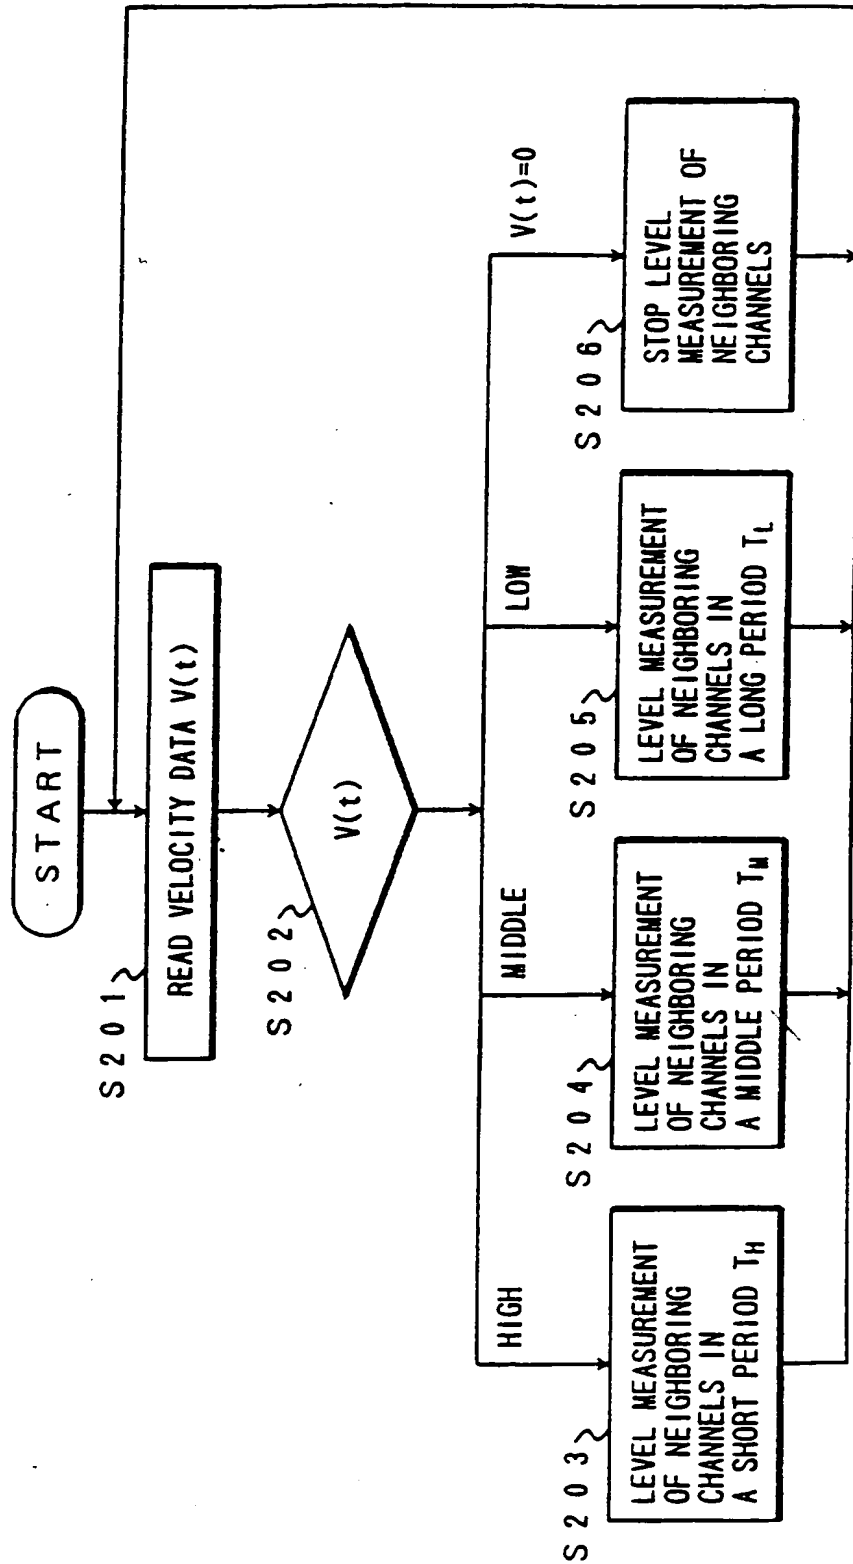 START
S201
READ VELOCITY DATA V(t)
S202
V(t)
HIGH
MIDDLE
LOW
V(t)=0
S203
LEVEL MEASUREMENT
OF NEIGHBORING
CHANNELS IN
A SHORT PERIOD TH
S204
LEVEL MEASUREMENT
OF NEIGHBORING
CHANNELS IN
A MIDDLE PERIOD TM
S205
LEVEL MEASUREMENT
OF NEIGHBORING
CHANNELS IN
A LONG PERIOD TL
S206
STOP LEVEL
MEASUREMENT OF
NEIGHBORING
CHANNELS